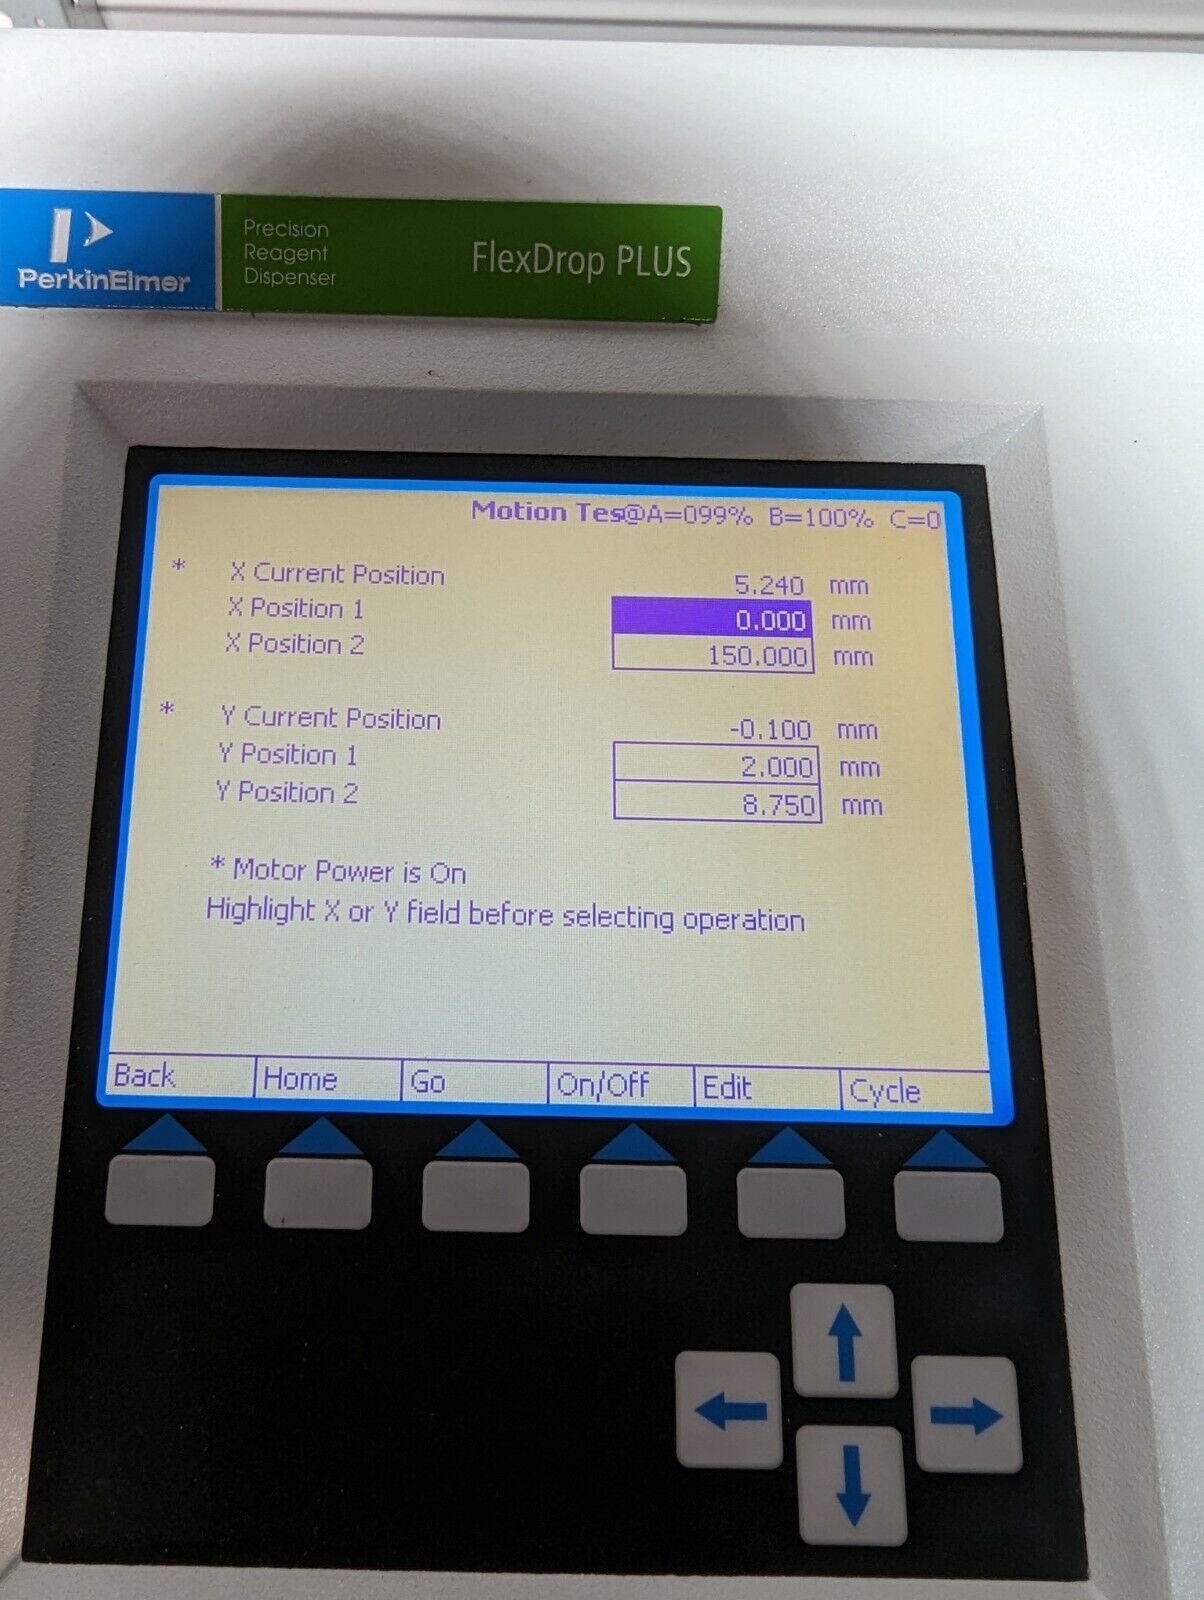 PerkinElmer
Precision
Reagent
Dispenser
FlexDrop PLUS
Motion Tes@A=099% B=100% C=0
* X Current Position 5.240 mm
X Position 1 0.000 mm
X Position 2 150.000 mm
* Y Current Position -0.100 mm
Y Position 1 2.000 mm
Y Position 2 8.750 mm
* Motor Power is On
Highlight X or Y field before selecting operation
Back Home Go On/Off Edit Cycle